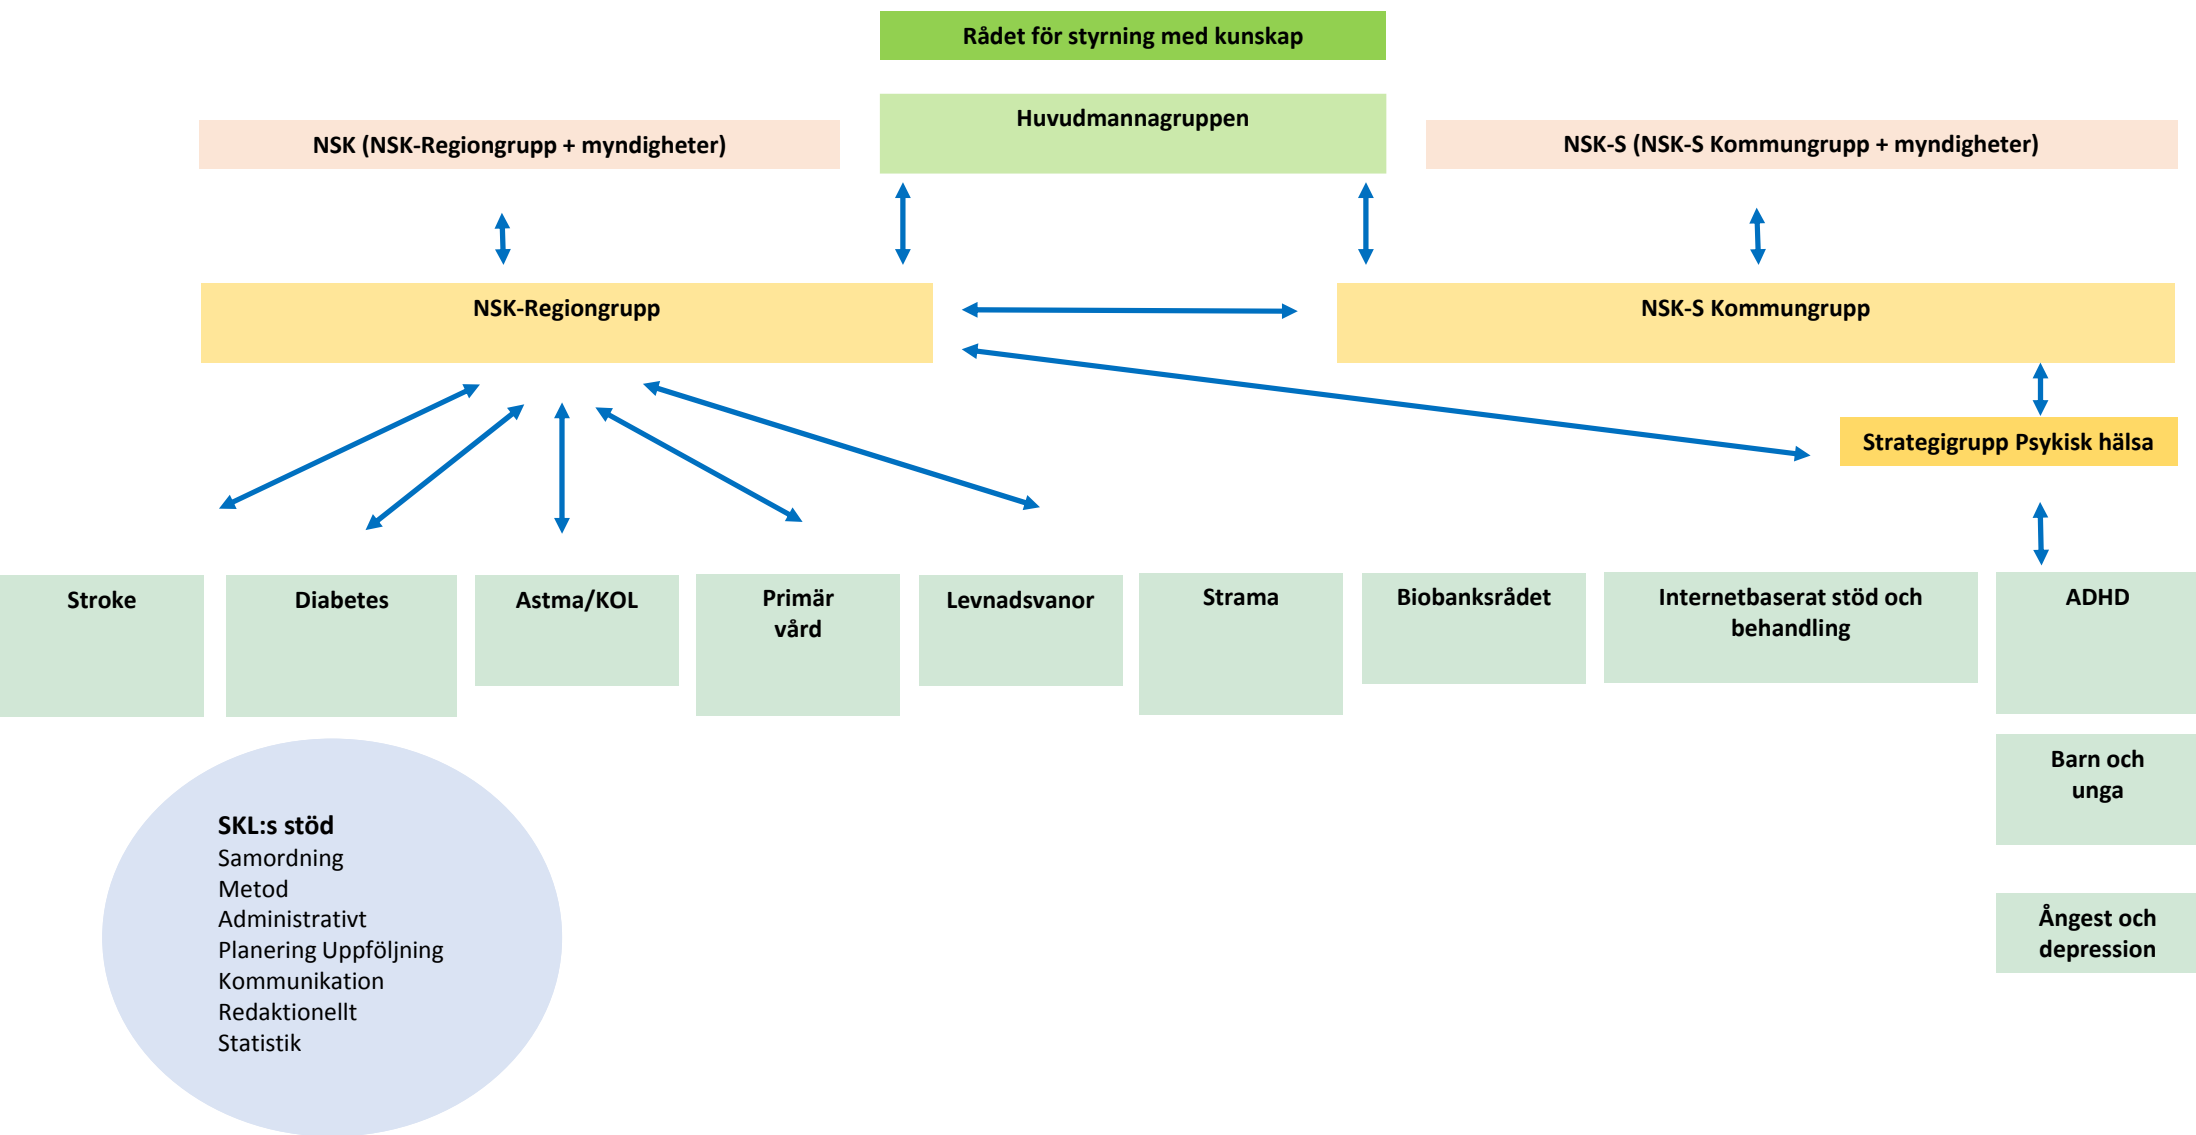 Rådet för styrning med kunskap
Huvudmannagruppen
NSK (NSK-Regiongrupp + myndigheter)
NSK-S (NSK-S Kommungrupp + myndigheter)
NSK-Regiongrupp
NSK-S Kommungrupp
Strategigrupp Psykisk hälsa
Stroke
Diabetes
Astma/KOL
Primär
vård
Levnadsvanor
Strama
Biobanksrådet
Internetbaserat stöd och
behandling
ADHD
Barn och
unga
Ångest och
depression
SKL:s stöd
Samordning
Metod
Administrativt
Planering Uppföljning
Kommunikation
Redaktionellt
Statistik